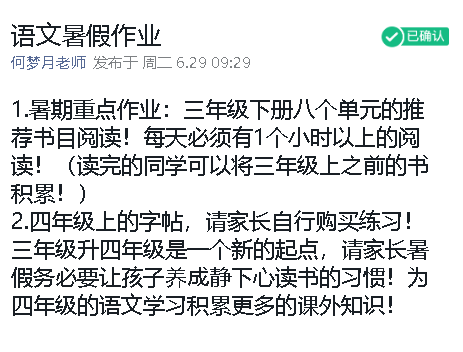 语文暑假作业
已确认
何梦月老师 发布于 周二 6.29 09:29
1.暑期重点作业：三年级下册八个单元的推
荐书目阅读！每天必须有1个小时以上的阅
读！（读完的同学可以将三年级上之前的书
积累！）
2.四年级上的字帖，请家长自行购买练习！
三年级升四年级是一个新的起点，请家长暑
假务必要让孩子养成静下心读书的习惯！为
四年级的语文学习积累更多的课外知识！